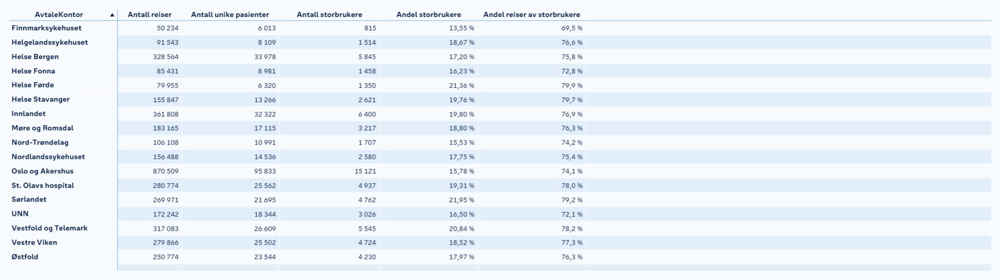 AvtaleKontor ▲ Antall reiser Antall unike pasienter Antall storbrukere Andel storbrukere Andel reiser av storbrukere
Finnmarksykehuset 50 234 6 013 815 13,55 % 69,5 %
Helgelandssykehuset 91 543 8 109 1 514 18,67 % 76,6 %
Helse Bergen 328 564 33 978 5 845 17,20 % 75,8 %
Helse Fonna 85 431 8 981 1 458 16,23 % 72,8 %
Helse Førde 79 955 6 320 1 350 21,36 % 79,9 %
Helse Stavanger 155 847 13 266 2 621 19,76 % 79,7 %
Innlandet 361 808 32 322 6 400 19,80 % 76,9 %
Møre og Romsdal 183 165 17 115 3 217 18,80 % 76,3 %
Nord-Trøndelag 106 108 10 991 1 707 15,53 % 74,2 %
Nordlandssykehuset 156 488 14 536 2 580 17,75 % 75,4 %
Oslo og Akershus 870 509 95 833 15 121 15,78 % 74,1 %
St. Olavs hospital 280 774 25 562 4 937 19,31 % 78,0 %
Sørlandet 269 971 21 695 4 762 21,95 % 79,2 %
UNN 172 242 18 344 3 026 16,50 % 72,1 %
Vestfold og Telemark 317 083 26 609 5 545 20,84 % 78,2 %
Vestre Viken 279 866 25 502 4 724 18,52 % 77,3 %
Østfold 250 774 23 544 4 230 17,97 % 76,3 %